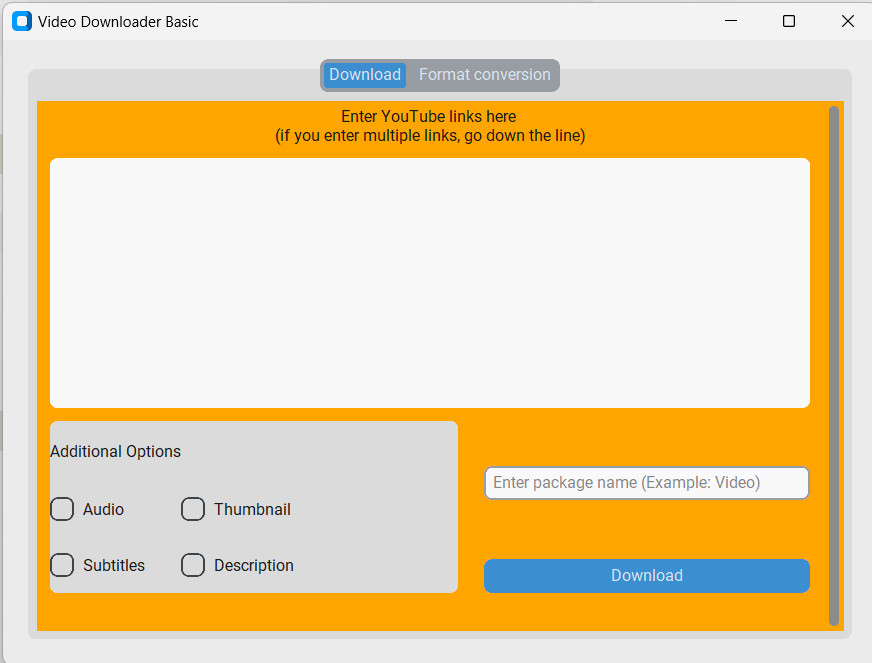 Video Downloader Basic
Download Format conversion
Enter YouTube links here
(if you enter multiple links, go down the line)
Additional Options
Audio Thumbnail
Enter package name (Example: Video)
Subtitles Description
Download